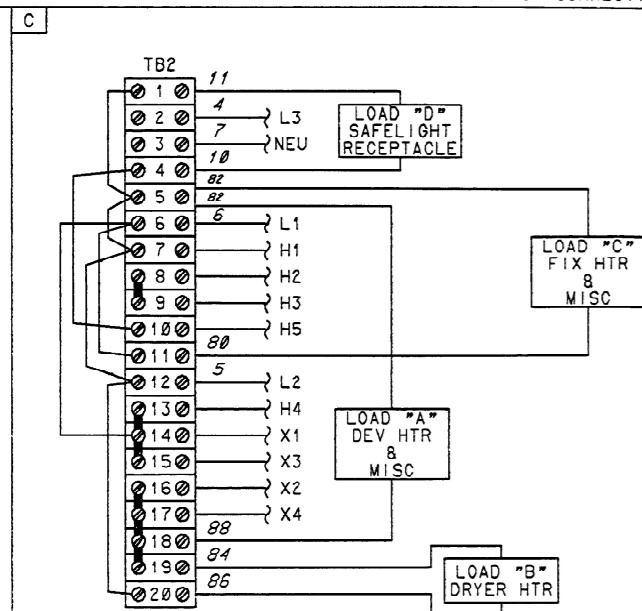 C
TB2
1 11
2 4 L3
3 7 NEU
4 10
5 82
82
6 6 L1
7 H1
8 H2
9 H3
10 H5
11 80
12 5 L2
13 H4
14 X1
15 X3
16 X2
17 X4
18 88
19 84
20 86
LOAD "D"
SAFELIGHT
RECEPTACLE
LOAD "C"
FIX HTR
&
MISC
LOAD "A"
DEV HTR
&
MISC
LOAD "B"
DRYER HTR